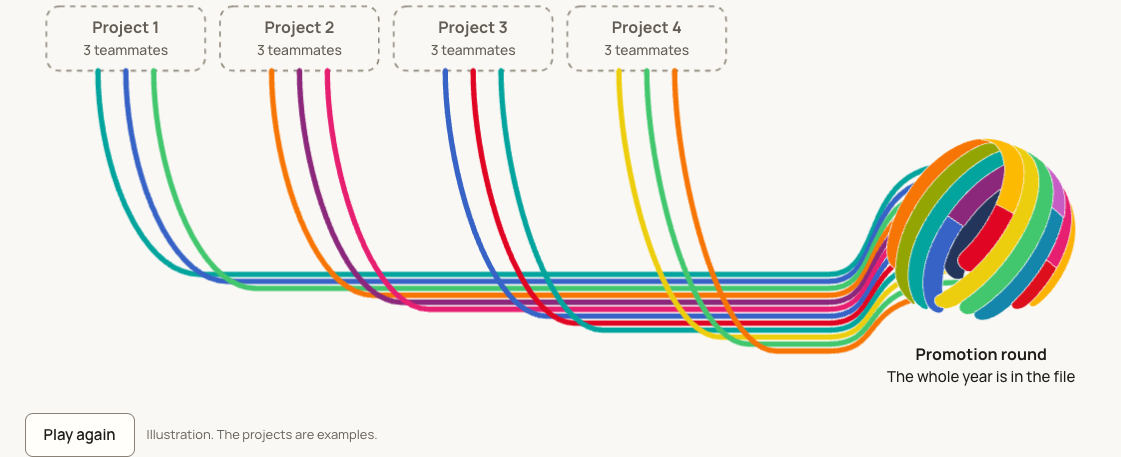 Project 1
3 teammates
Project 2
3 teammates
Project 3
3 teammates
Project 4
3 teammates
Promotion round
The whole year is in the file
Play again
Illustration. The projects are examples.